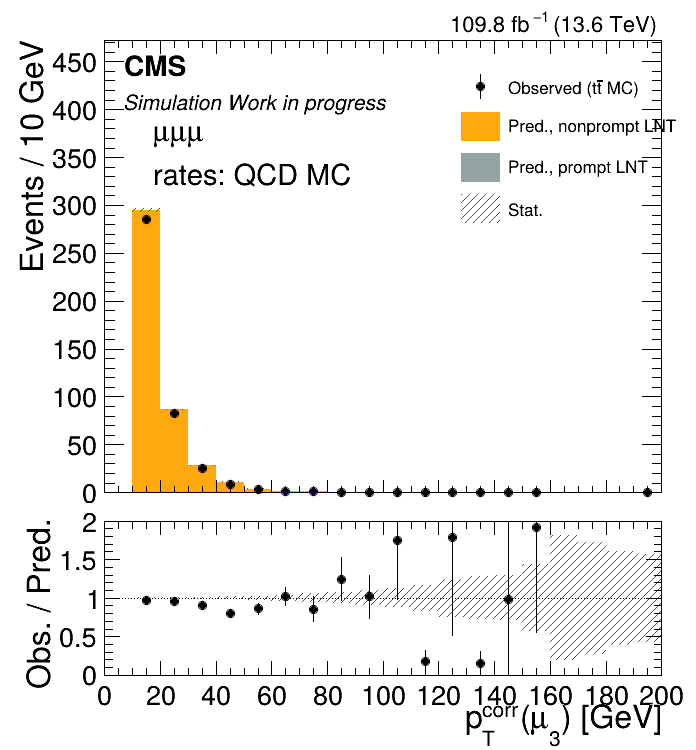 109.8 fb⁻¹ (13.6 TeV)
CMS
Simulation Work in progress
μμμ
rates: QCD MC
Observed (tt̄ MC)
Pred., nonprompt LNT
Pred., prompt LNT
Stat.
Events / 10 GeV
450
400
350
300
250
200
150
100
50
0
Obs. / Pred.
2
1.5
1
0.5
0
0 20 40 60 80 100 120 140 160 180 200
p_T^corr(μ_3) [GeV]